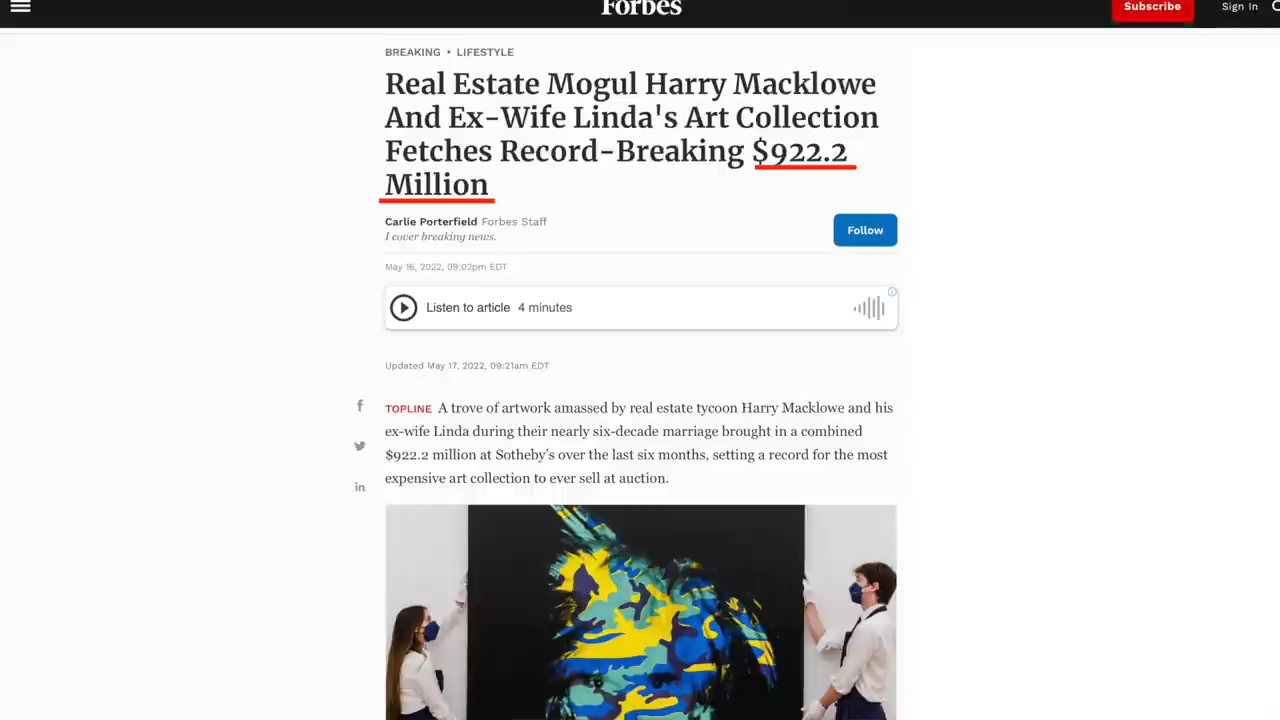 Forbes
Subscribe
Sign In
BREAKING • LIFESTYLE
Real Estate Mogul Harry Macklowe
And Ex-Wife Linda's Art Collection
Fetches Record-Breaking $922.2
Million
Carlie Porterfield Forbes Staff
I cover breaking news.
Follow
May 16, 2022, 09:02pm EDT
Listen to article 4 minutes
Updated May 17, 2022, 09:21am EDT
TOPLINE A trove of artwork amassed by real estate tycoon Harry Macklowe and his
ex-wife Linda during their nearly six-decade marriage brought in a combined
$922.2 million at Sotheby's over the last six months, setting a record for the most
expensive art collection to ever sell at auction.